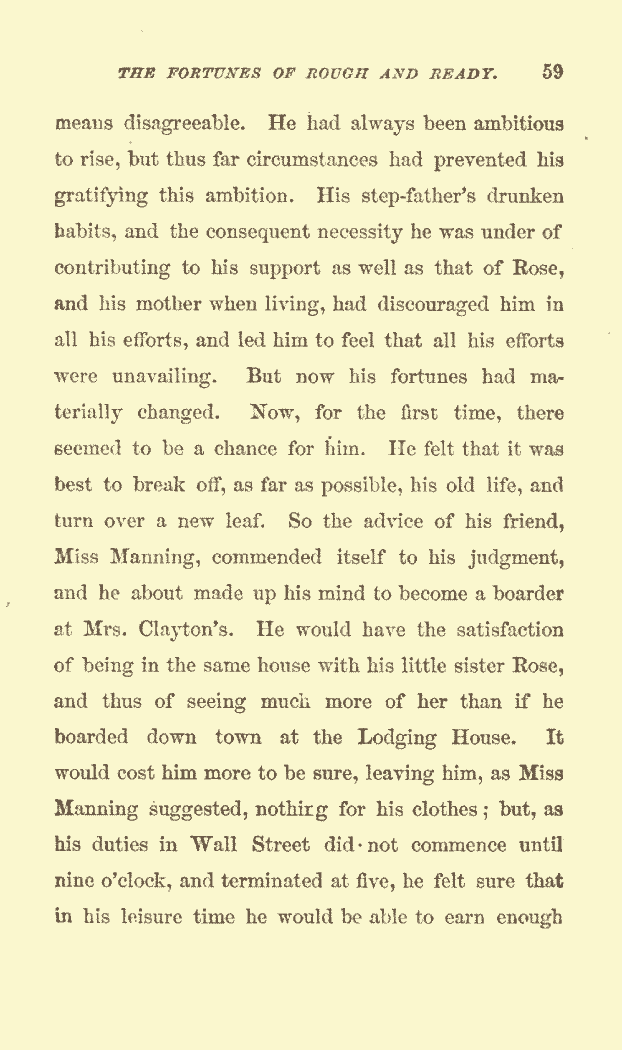 THE FORTUNES OF ROUGH AND READY. 59
means disagreeable. He had always been ambitious
to rise, but thus far circumstances had prevented his
gratifying this ambition. His step-father's drunken
habits, and the consequent necessity he was under of
contributing to his support as well as that of Rose,
and his mother when living, had discouraged him in
all his efforts, and led him to feel that all his efforts
were unavailing. But now his fortunes had ma-
terially changed. Now, for the first time, there
seemed to be a chance for him. He felt that it was
best to break off, as far as possible, his old life, and
turn over a new leaf. So the advice of his friend,
Miss Manning, commended itself to his judgment,
and he about made up his mind to become a boarder
at Mrs. Clayton's. He would have the satisfaction
of being in the same house with his little sister Rose,
and thus of seeing much more of her than if he
boarded down town at the Lodging House. It
would cost him more to be sure, leaving him, as Miss
Manning suggested, nothing for his clothes; but, as
his duties in Wall Street did not commence until
nine o'clock, and terminated at five, he felt sure that
in his leisure time he would be able to earn enough